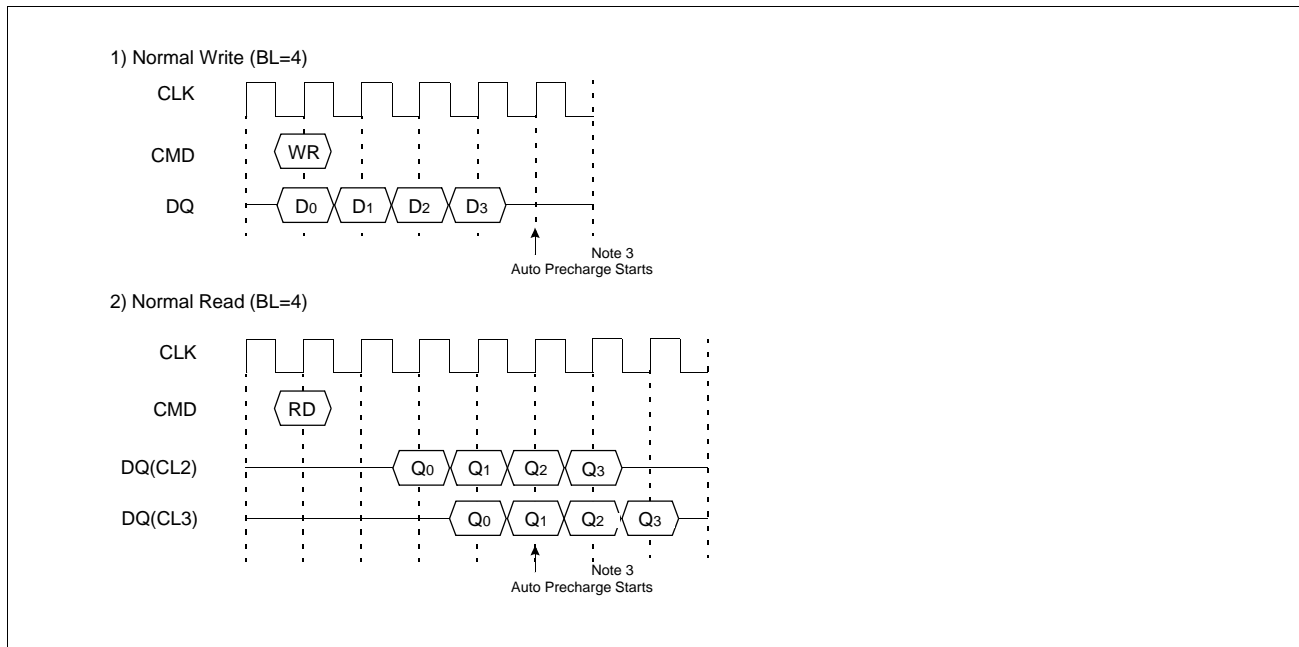 1) Normal Write (BL=4)
CLK
CMD
WR
DQ
D0 D1 D2 D3
Note 3
Auto Precharge Starts
2) Normal Read (BL=4)
CLK
CMD
RD
DQ(CL2)
Q0 Q1 Q2 Q3
DQ(CL3)
Q0 Q1 Q2 Q3
Note 3
Auto Precharge Starts